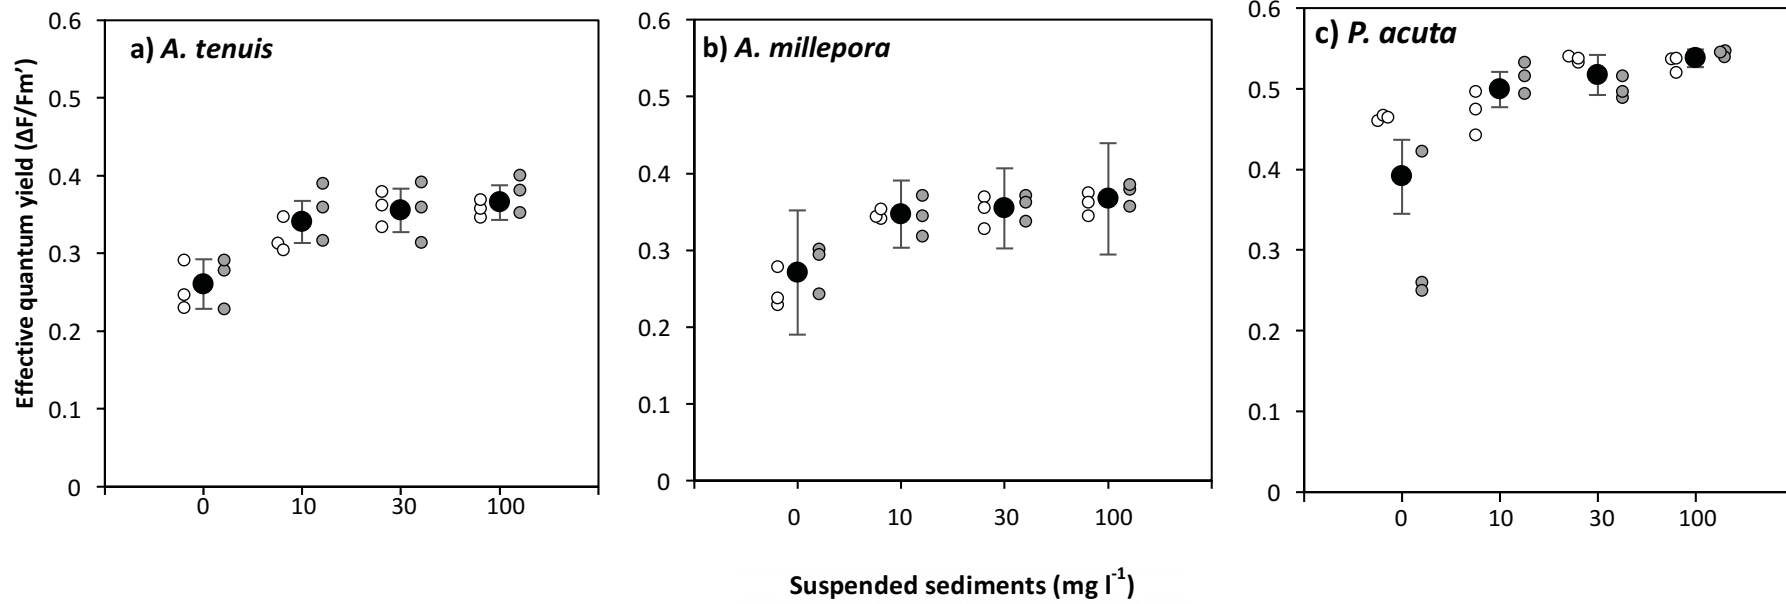 Effective quantum yield (ΔF/Fm’)
a) A. tenuis
0.6
0.5
0.4
0.3
0.2
0.1
0
0 10 30 100
b) A. millepora
0.6
0.5
0.4
0.3
0.2
0.1
0
0 10 30 100
c) P. acuta
0.6
0.5
0.4
0.3
0.2
0.1
0
0 10 30 100
Suspended sediments (mg l⁻¹)